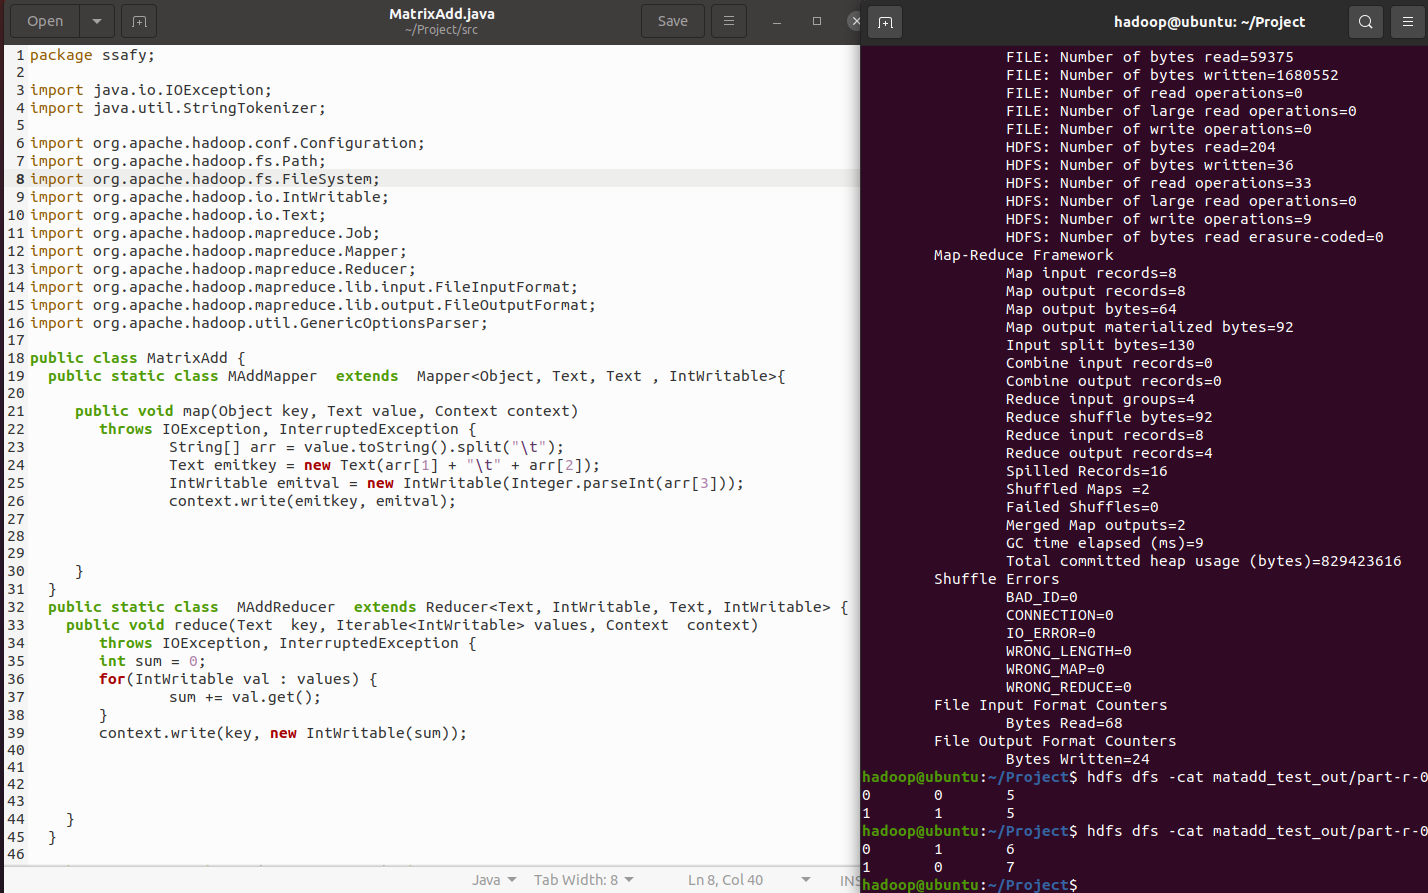 Open
MatrixAdd.java
~/Project/src
Save
1 package ssafy;
2
3 import java.io.IOException;
4 import java.util.StringTokenizer;
5
6 import org.apache.hadoop.conf.Configuration;
7 import org.apache.hadoop.fs.Path;
8 import org.apache.hadoop.fs.FileSystem;
9 import org.apache.hadoop.io.IntWritable;
10 import org.apache.hadoop.io.Text;
11 import org.apache.hadoop.mapreduce.Job;
12 import org.apache.hadoop.mapreduce.Mapper;
13 import org.apache.hadoop.mapreduce.Reducer;
14 import org.apache.hadoop.mapreduce.lib.input.FileInputFormat;
15 import org.apache.hadoop.mapreduce.lib.output.FileOutputFormat;
16 import org.apache.hadoop.util.GenericOptionsParser;
17
18 public class MatrixAdd {
19 public static class MAddMapper extends Mapper<Object, Text, Text , IntWritable>{
20
21 public void map(Object key, Text value, Context context)
22 throws IOException, InterruptedException {
23 String[] arr = value.toString().split("\t");
24 Text emitkey = new Text(arr[1] + "\t" + arr[2]);
25 IntWritable emitval = new IntWritable(Integer.parseInt(arr[3]));
26 context.write(emitkey, emitval);
27
28
29
30 }
31 }
32 public static class MAddReducer extends Reducer<Text, IntWritable, Text, IntWritable> {
33 public void reduce(Text key, Iterable<IntWritable> values, Context context)
34 throws IOException, InterruptedException {
35 int sum = 0;
36 for(IntWritable val : values) {
37 sum += val.get();
38 }
39 context.write(key, new IntWritable(sum));
40
41
42
43
44 }
45 }
46
Java Tab Width: 8 Ln 8, Col 40 INS
hadoop@ubuntu: ~/Project
FILE: Number of bytes read=59375
FILE: Number of bytes written=1680552
FILE: Number of read operations=0
FILE: Number of large read operations=0
FILE: Number of write operations=0
HDFS: Number of bytes read=204
HDFS: Number of bytes written=36
HDFS: Number of read operations=33
HDFS: Number of large read operations=0
HDFS: Number of write operations=9
HDFS: Number of bytes read erasure-coded=0
Map-Reduce Framework
Map input records=8
Map output records=8
Map output bytes=64
Map output materialized bytes=92
Input split bytes=130
Combine input records=0
Combine output records=0
Reduce input groups=4
Reduce shuffle bytes=92
Reduce input records=8
Reduce output records=4
Spilled Records=16
Shuffled Maps =2
Failed Shuffles=0
Merged Map outputs=2
GC time elapsed (ms)=9
Total committed heap usage (bytes)=829423616
Shuffle Errors
BAD_ID=0
CONNECTION=0
IO_ERROR=0
WRONG_LENGTH=0
WRONG_MAP=0
WRONG_REDUCE=0
File Input Format Counters
Bytes Read=68
File Output Format Counters
Bytes Written=24
hadoop@ubuntu:~/Project$ hdfs dfs -cat matadd_test_out/part-r-0
0 0 5
1 1 5
hadoop@ubuntu:~/Project$ hdfs dfs -cat matadd_test_out/part-r-0
0 1 6
1 0 7
hadoop@ubuntu:~/Project$